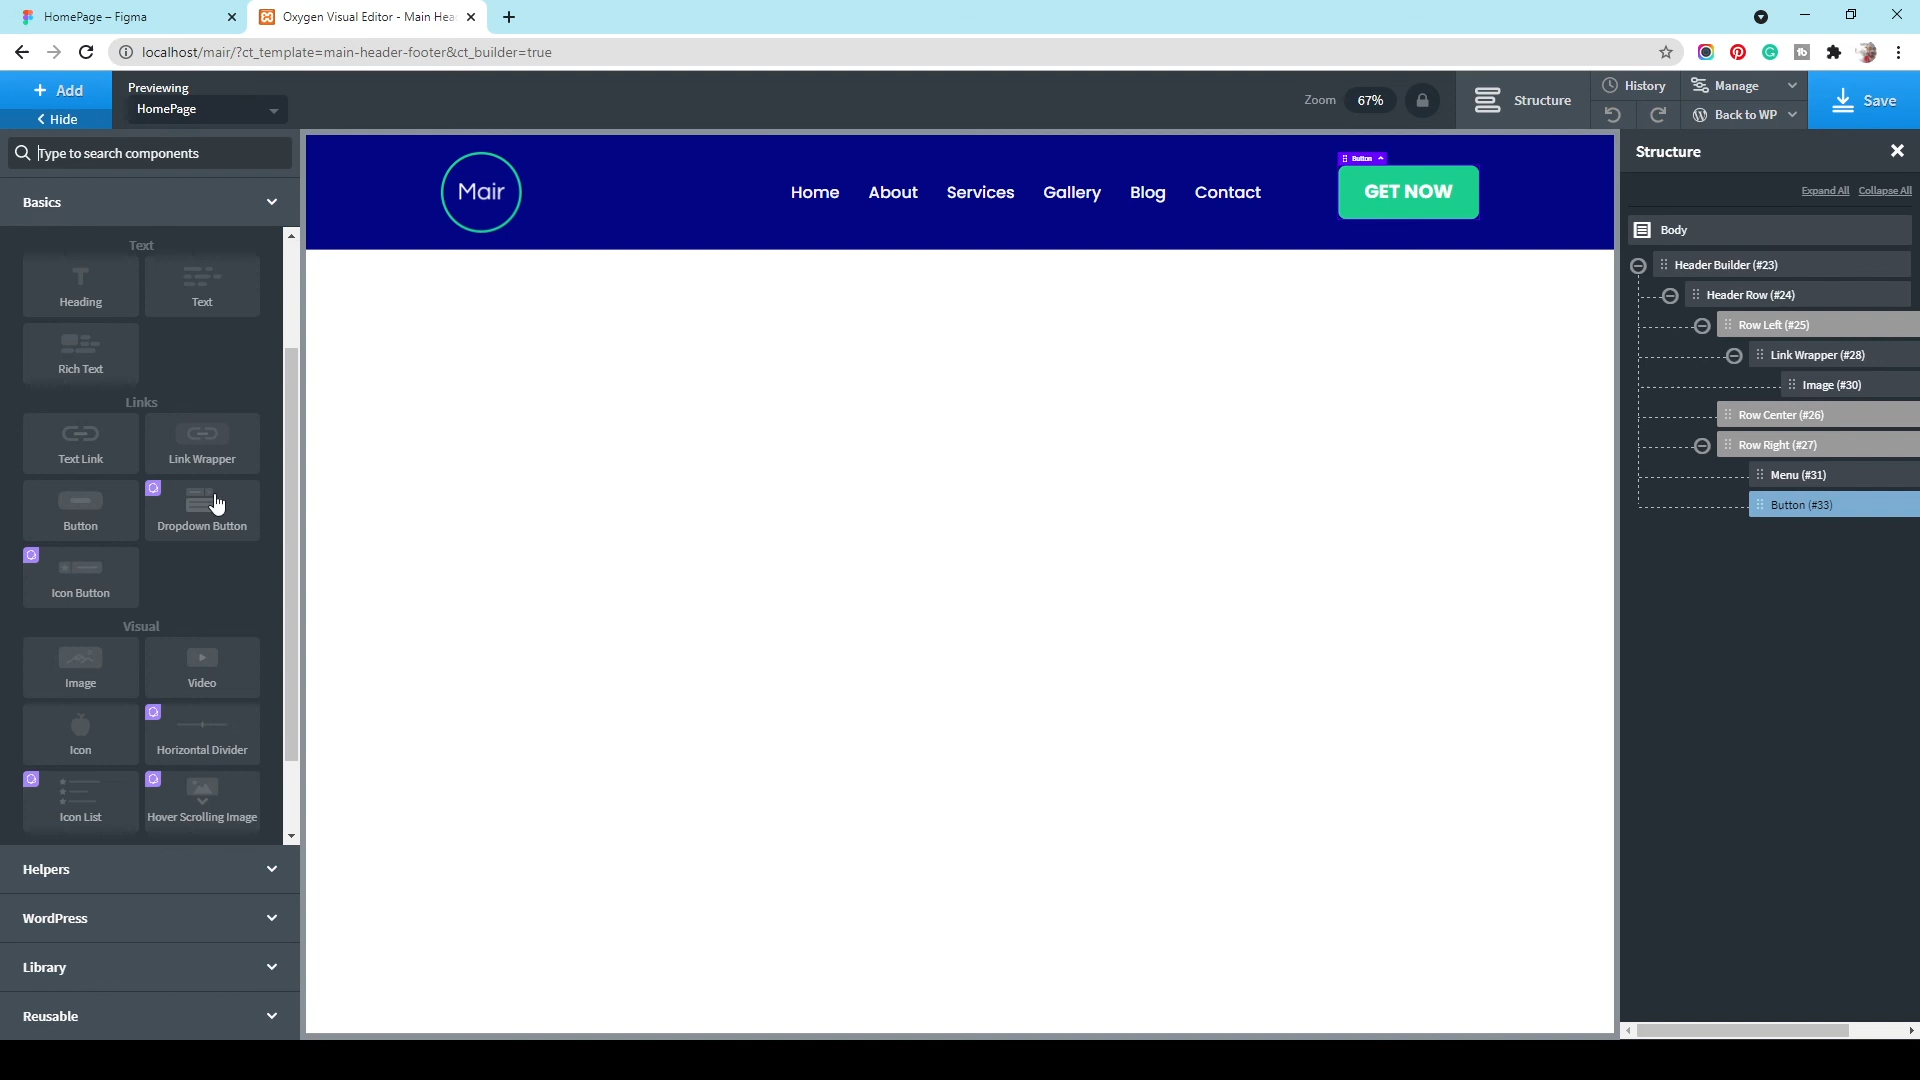 HomePage – Figma
Oxygen Visual Editor - Main Hea
localhost/mair/?ct_template=main-header-footer&ct_builder=true
Add
Hide
Previewing
HomePage
Zoom
67%
Structure
History
Manage
Back to WP
Save
Type to search components
Basics
Text
Heading
Text
Rich Text
Links
Text Link
Link Wrapper
Button
Dropdown Button
Icon Button
Visual
Image
Video
Icon
Horizontal Divider
Icon List
Hover Scrolling Image
Helpers
WordPress
Library
Reusable
Mair
Home
About
Services
Gallery
Blog
Contact
Button
GET NOW
Structure
Expand All
Collapse All
Body
Header Builder (#23)
Header Row (#24)
Row Left (#25)
Link Wrapper (#28)
Image (#30)
Row Center (#26)
Row Right (#27)
Menu (#31)
Button (#33)